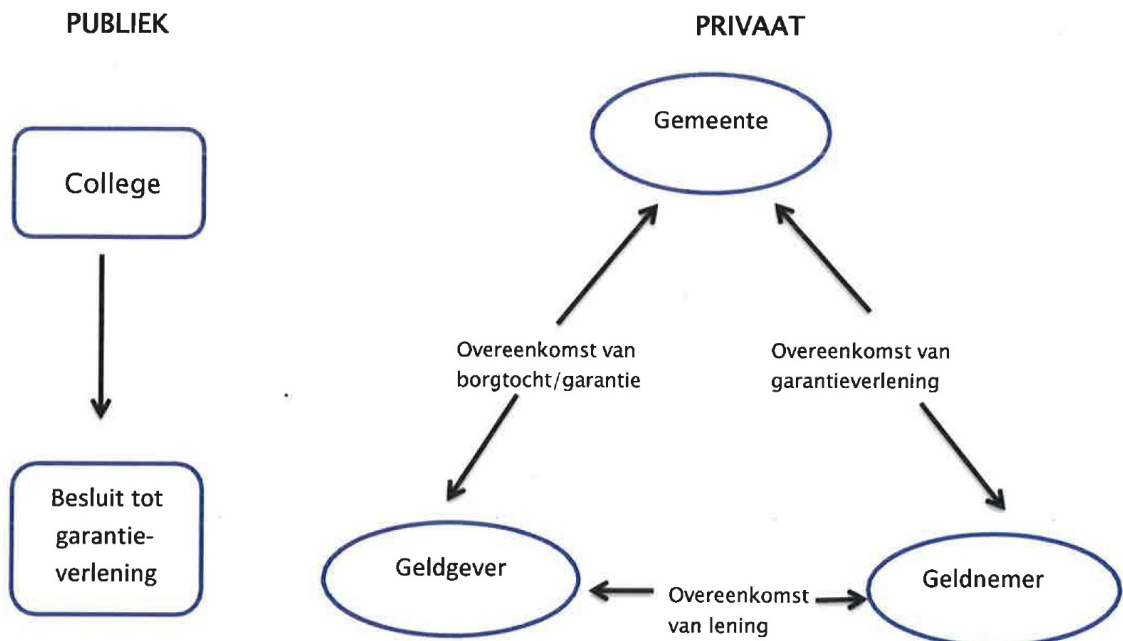 PUBLIEK
PRIVAAT
College
Besluit tot
garantie-
verlening
Gemeente
Overeenkomst van
borgtocht/garantie
Overeenkomst van
garantieverlening
Geldgever
Overeenkomst
van lening
Geldnemer